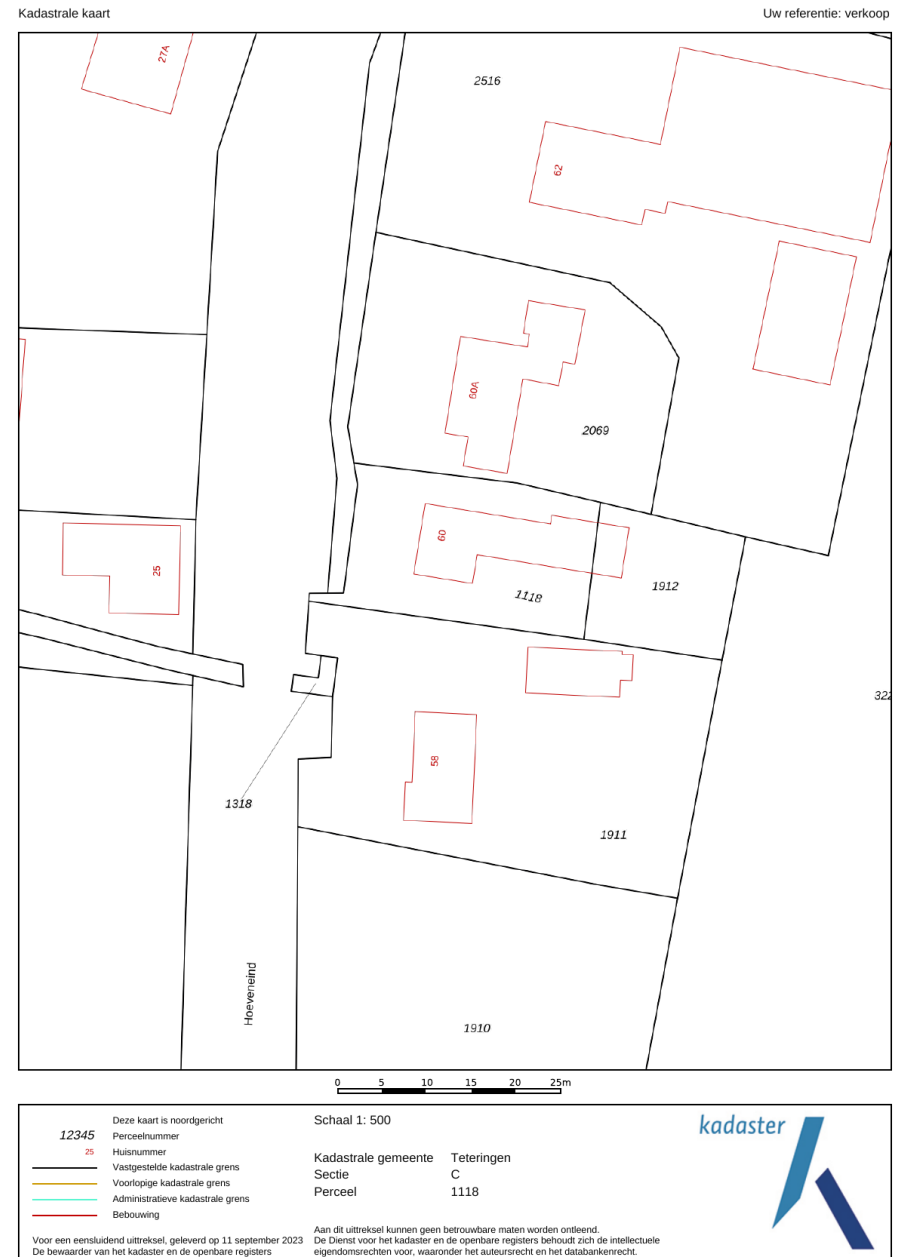 Kadastrale kaart
Uw referentie: verkoop
27A
2516
62
60A
2069
60
25
1118
1912
58
1318
1911
Hoeveneind
1910
0 5 10 15 20 25m
Deze kaart is noordgericht
12345 Perceelnummer
25 Huisnummer
Vastgestelde kadastrale grens
Voorlopige kadastrale grens
Administratieve kadastrale grens
Bebouwing
Voor een eensluidend uittreksel, geleverd op 11 september 2023
De bewaarder van het kadaster en de openbare registers
Schaal 1: 500
Kadastrale gemeente Teteringen
Sectie C
Perceel 1118
Aan dit uittreksel kunnen geen betrouwbare maten worden ontleend.
De Dienst voor het kadaster en de openbare registers behoudt zich de intellectuele
eigendomsrechten voor, waaronder het auteursrecht en het databankenrecht.
kadaster